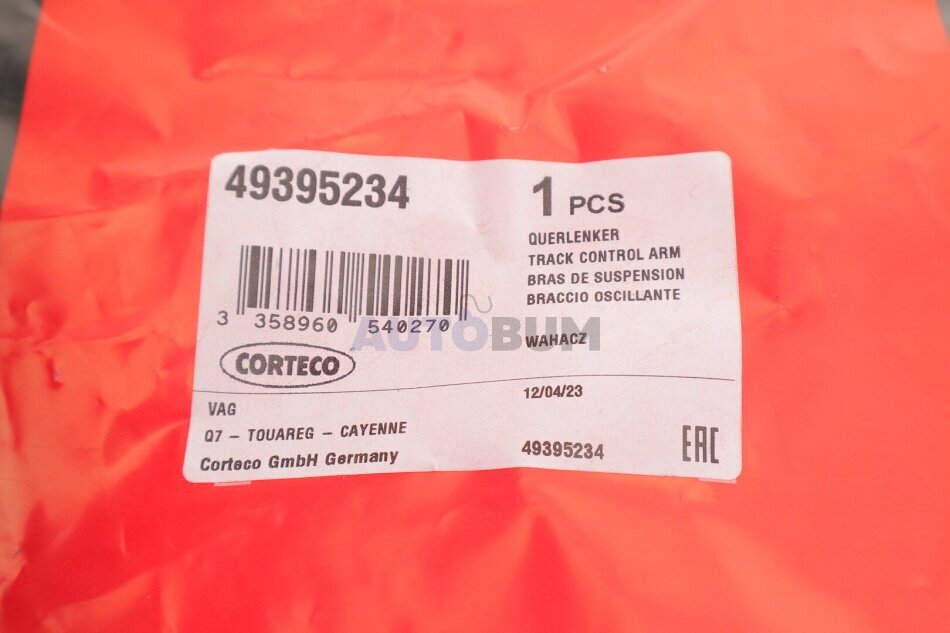 49395234
1 PCS
QUERLENKER
TRACK CONTROL ARM
BRAS DE SUSPENSION
BRACCIO OSCILLANTE
3 358960 540270
AUTOBUM
WAHACZ
CORTECO
12/04/23
VAG
Q7 - TOUAREG - CAYENNE
Corteco GmbH Germany
49395234
EAC